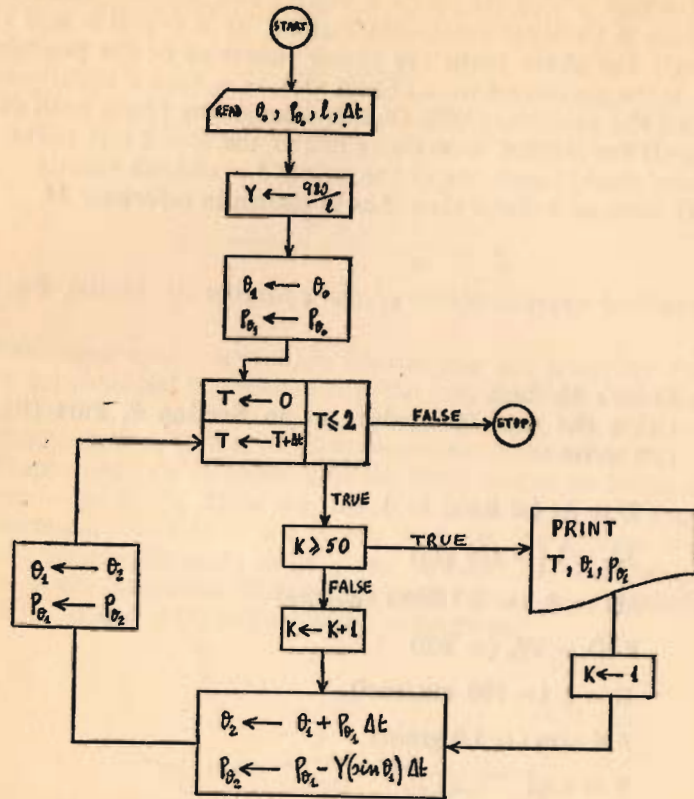 START
READ θ₀, P_θ₀, l, Δt
Y ← 980/l
θ₁ ← θ₀
P_θ₁ ← P_θ₀
T ← 0
T ← T+Δt
T ≤ 2
FALSE
STOP
TRUE
K ≥ 50
TRUE
PRINT
T, θ₁, P_θ₁
FALSE
K ← K+1
K ← 1
θ₁ ← θ₂
P_θ₁ ← P_θ₂
θ₂ ← θ₁ + P_θ₁ Δt
P_θ₂ ← P_θ₁ - Y(sin θ₁) Δt